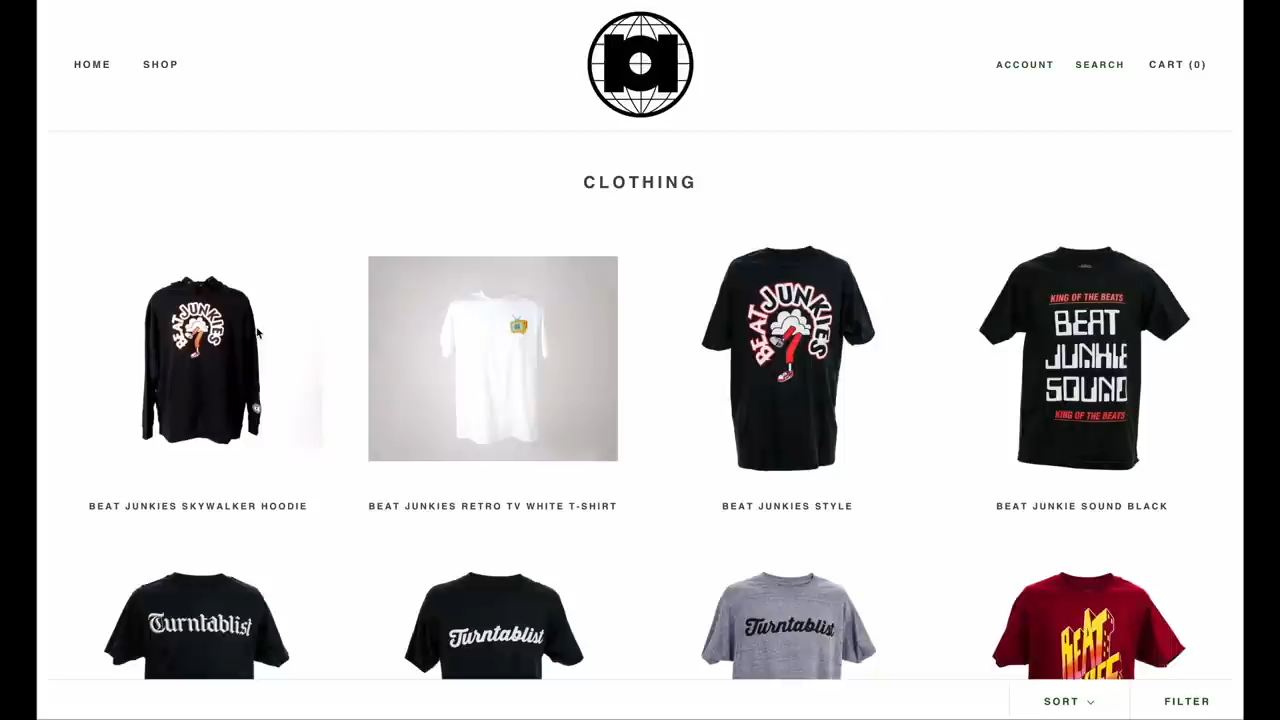 HOME
SHOP
ACCOUNT
SEARCH
CART (0)
CLOTHING
BEAT JUNKIES
BEAT JUNKIES
KING OF THE BEATS
BEAT
JUNKIE
SOUND
KING OF THE BEATS
BEAT JUNKIES SKYWALKER HOODIE
BEAT JUNKIES RETRO TV WHITE T-SHIRT
BEAT JUNKIES STYLE
BEAT JUNKIE SOUND BLACK
Turntablist
Turntablist
Turntablist
BEAT
SORT
FILTER